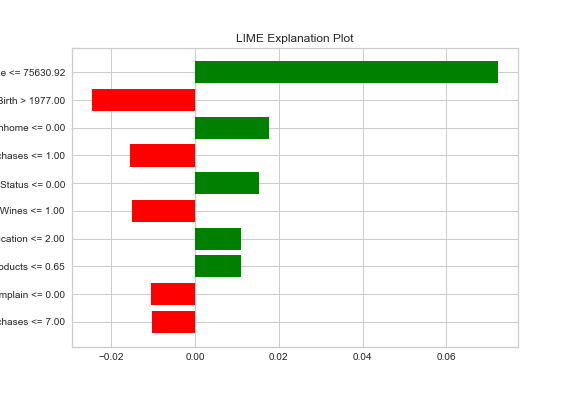 LIME Explanation Plot
e <= 75630.92
Birth > 1977.00
nhome <= 0.00
chases <= 1.00
Status <= 0.00
Wines <= 1.00
ication <= 2.00
oducts <= 0.65
mplain <= 0.00
chases <= 7.00
−0.02 0.00 0.02 0.04 0.06